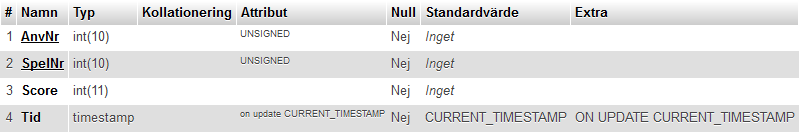 # Namn Typ Kollationering Attribut Null Standardvärde Extra
1 AnvNr int(10) UNSIGNED Nej Inget
2 SpelNr int(10) UNSIGNED Nej Inget
3 Score int(11) Nej Inget
4 Tid timestamp on update CURRENT_TIMESTAMP Nej CURRENT_TIMESTAMP ON UPDATE CURRENT_TIMESTAMP